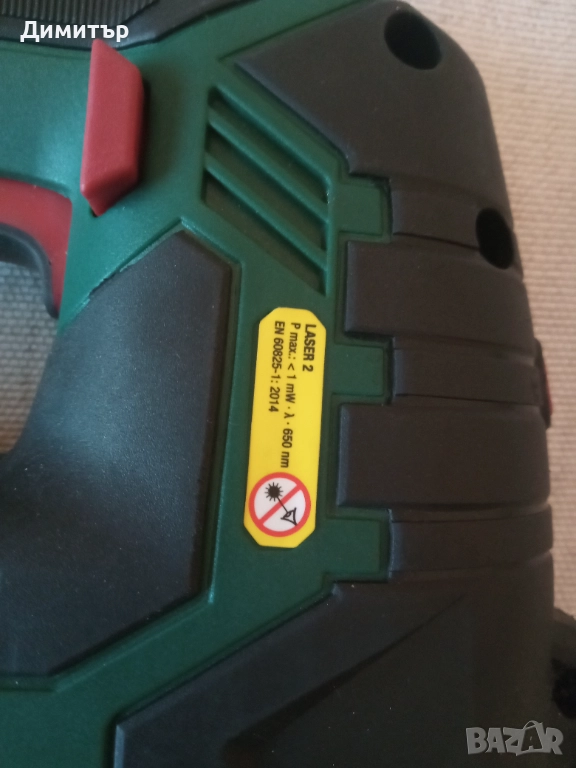 Димитър
LASER 2
P max.: < 1 mW · λ · 650 nm
EN 60825-1: 2014
BAZAR